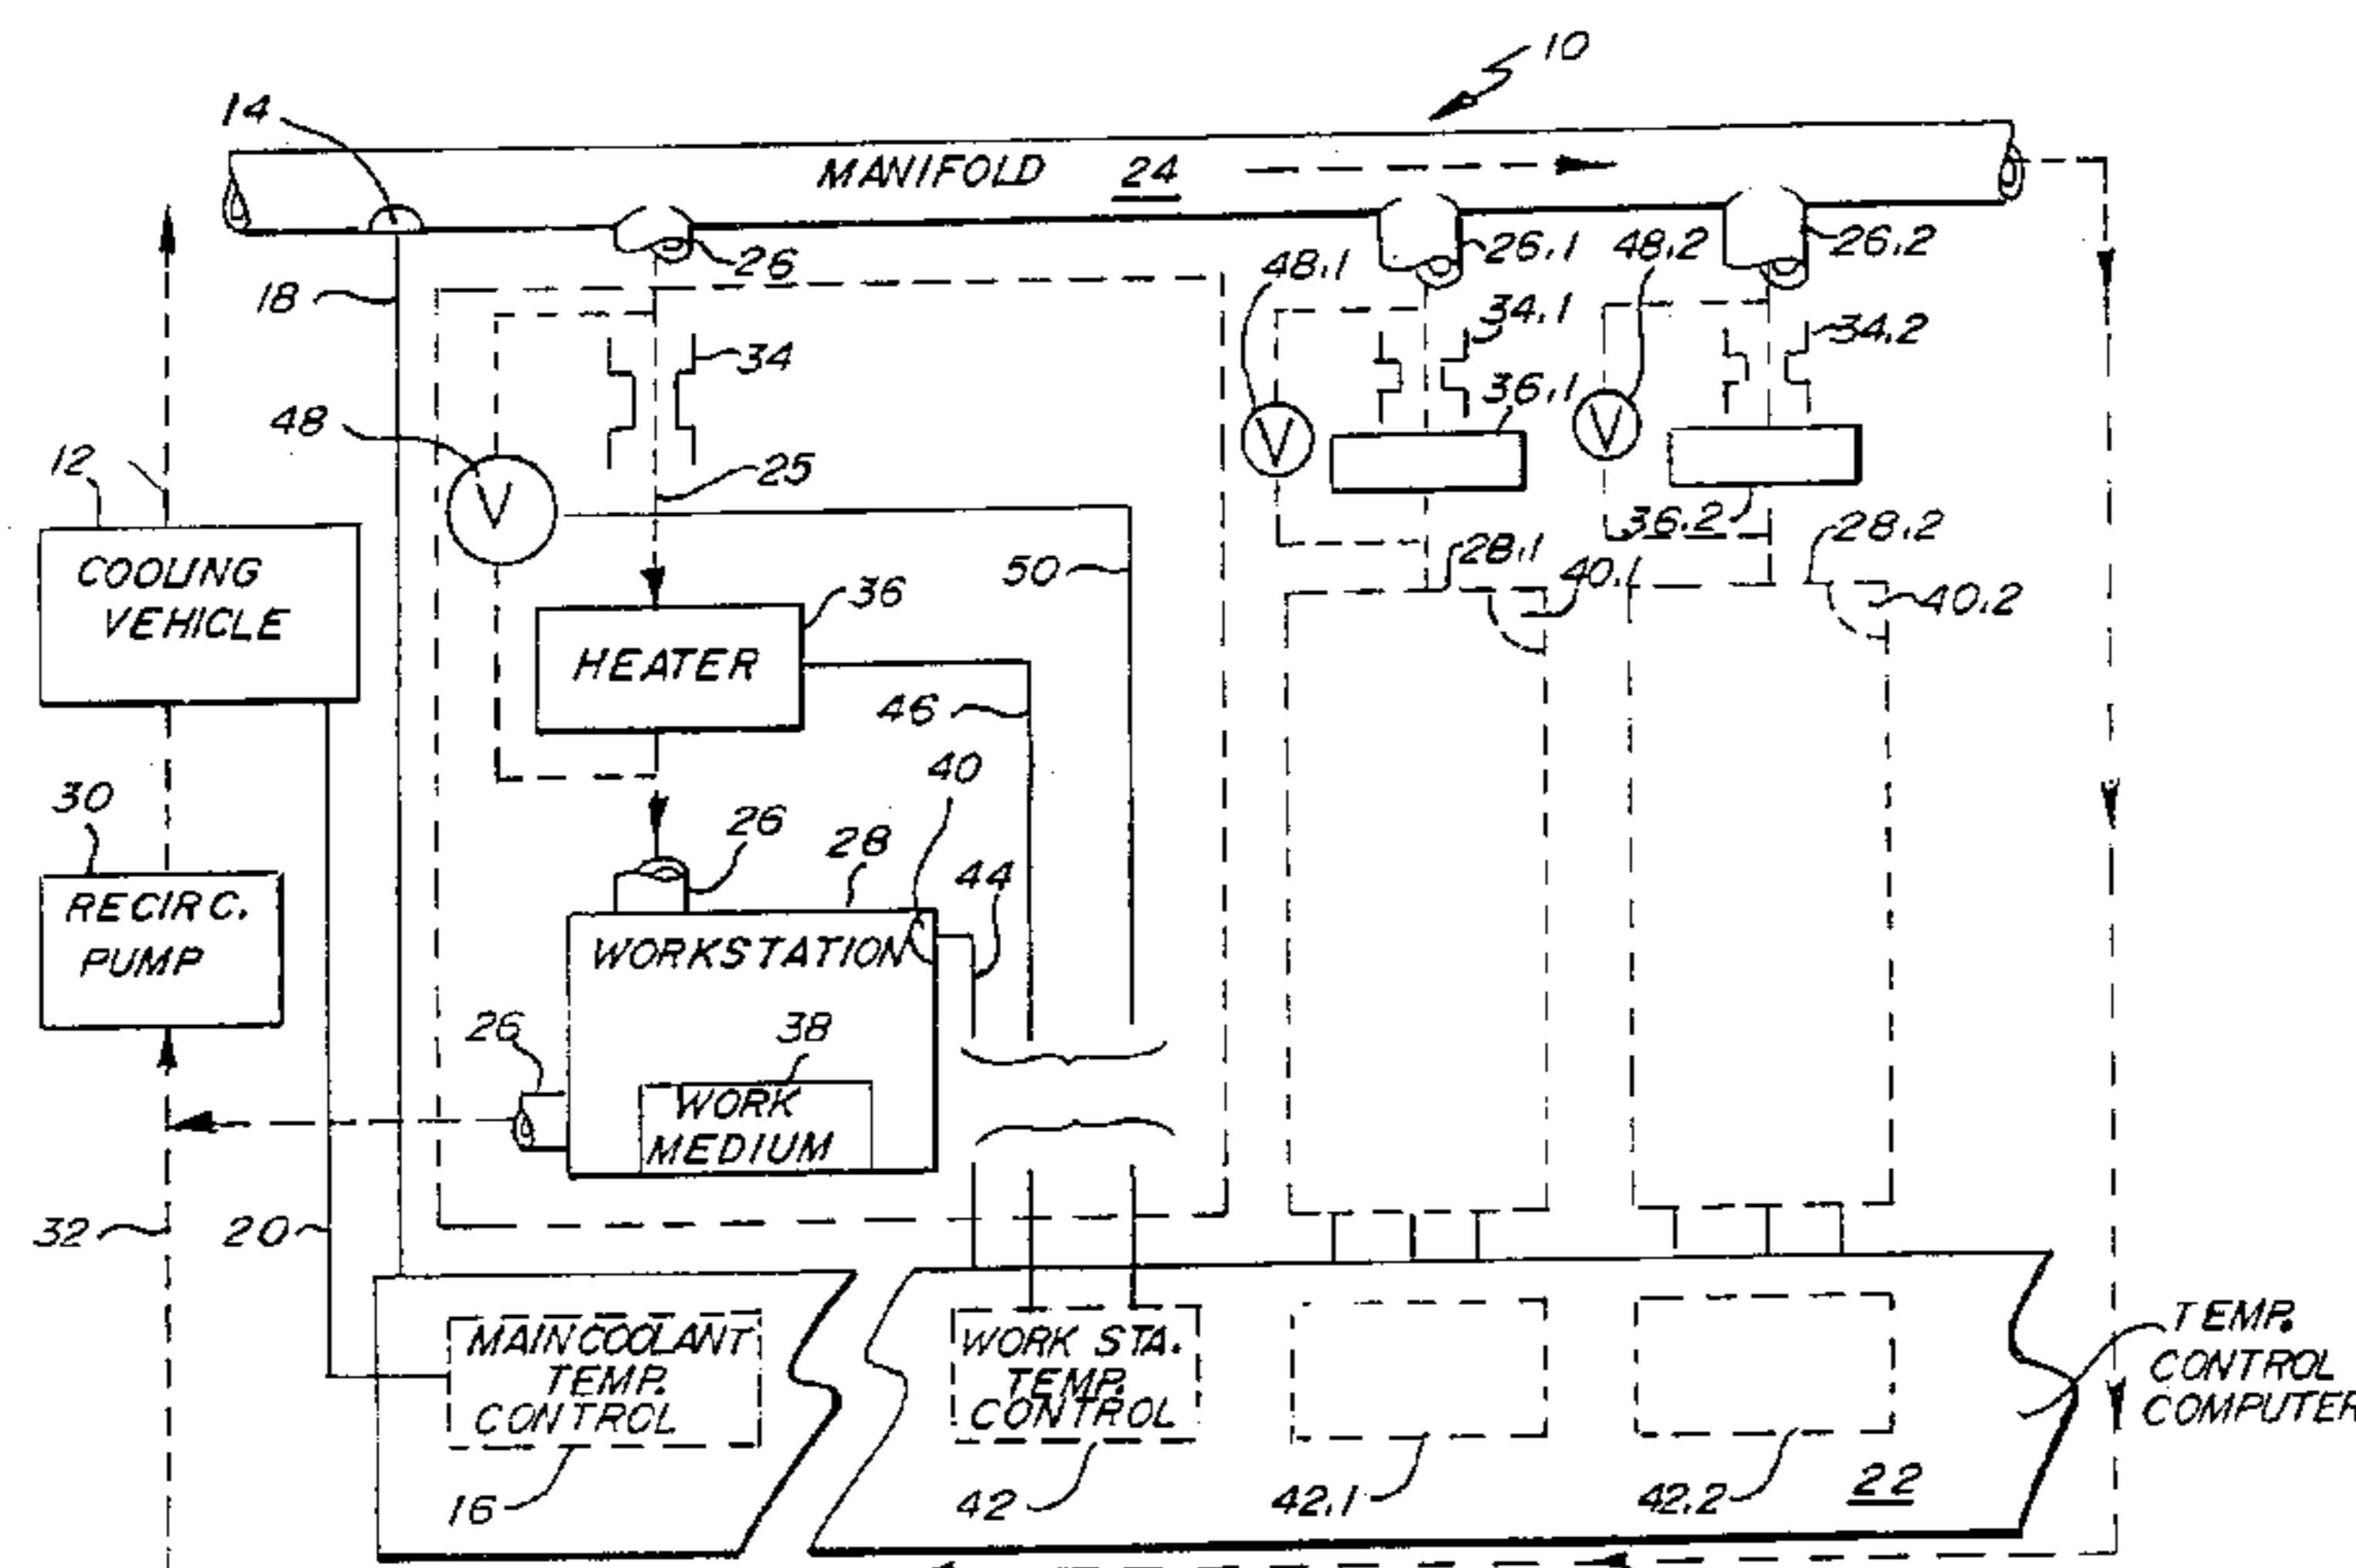 10
14
MANIFOLD 24
26
26.1
48.2
26.2
48.1
18
34
34.1
34.2
36.1
48
12
25
36.2
28.2
28.1
COOLING
VEHICLE
50
40.1
40.2
36
HEATER
46
40
30
26
28
44
RECIRC.
PUMP
WORKSTATION
26
38
WORK
MEDIUM
32
20
V
V
V
MAIN COOLANT
TEMP.
CONTROL
WORK STA.
TEMP.
CONTROL
TEMP.
CONTROL
COMPUTER
16
42
42.1
42.2
22